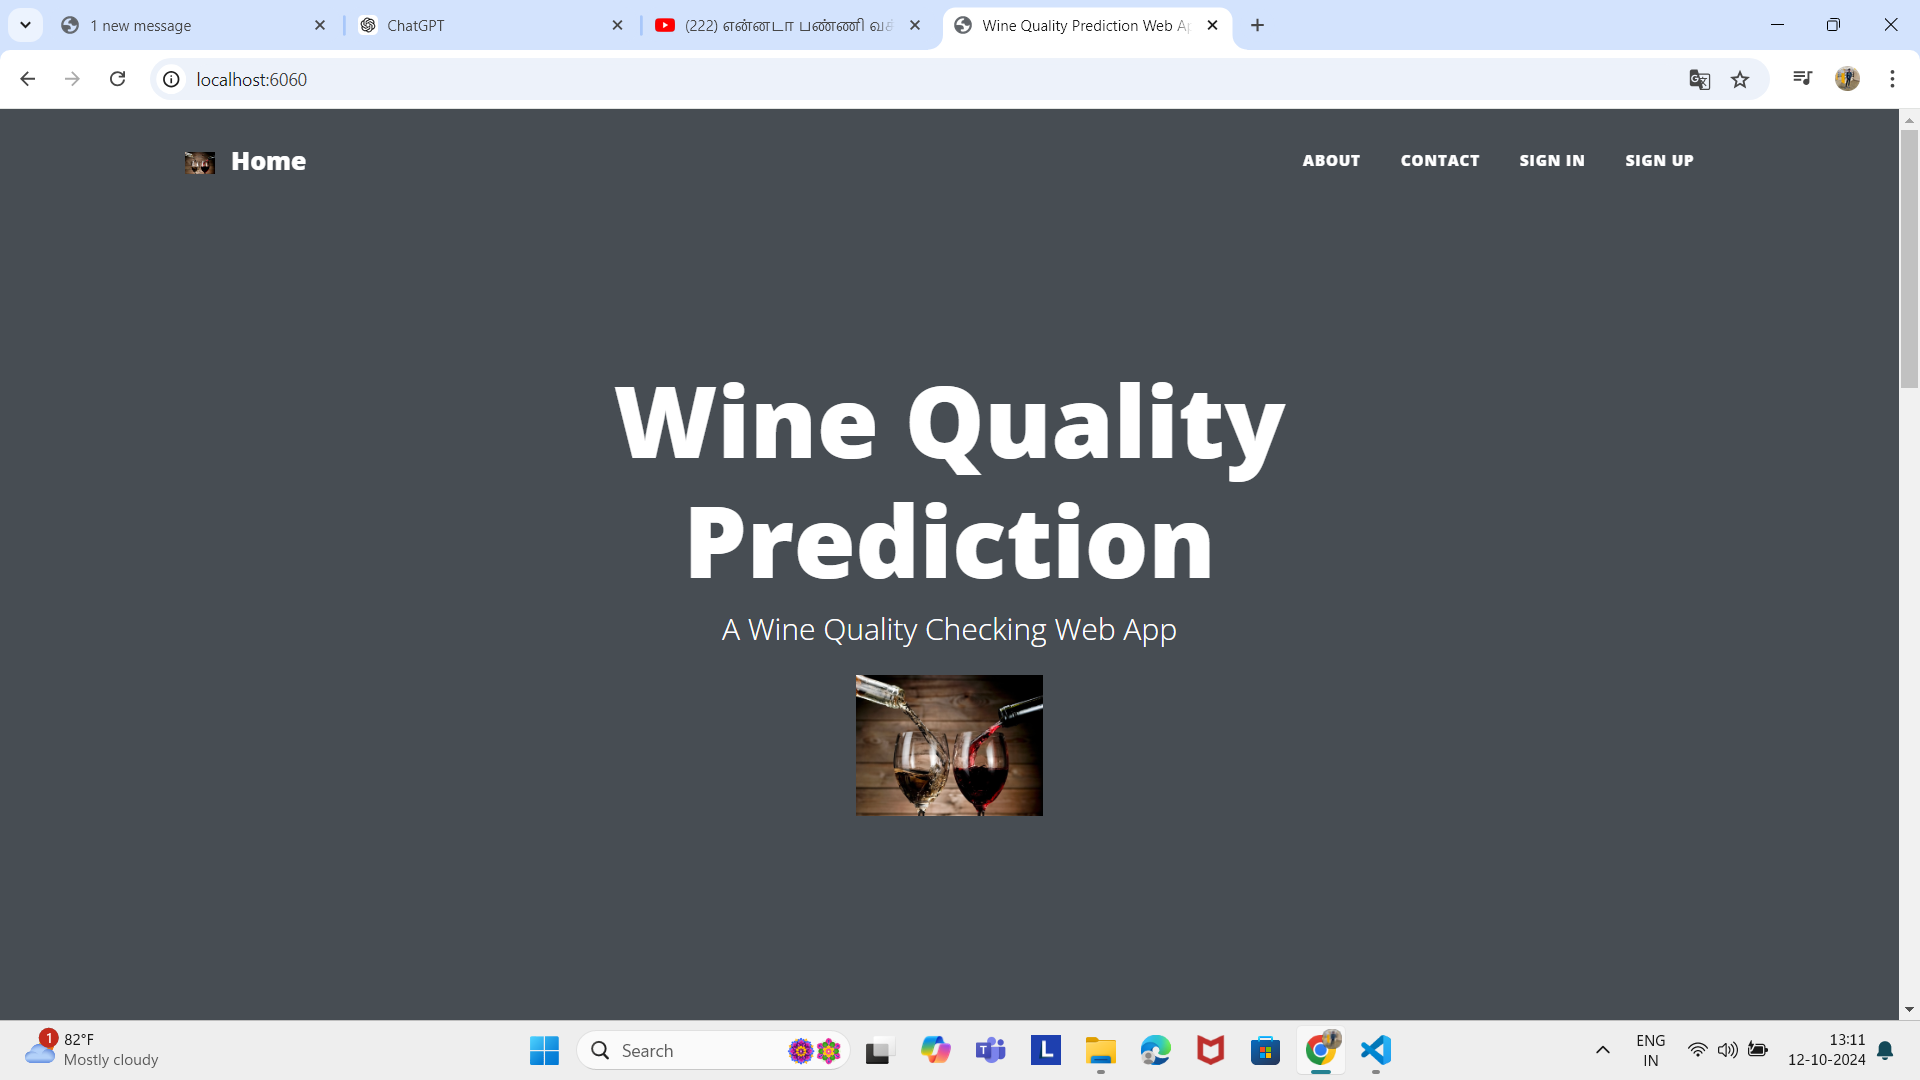 1 new message
ChatGPT
(222) என்னடா பண்ணி வச்
Wine Quality Prediction Web Ap
localhost:6060
Home
ABOUT
CONTACT
SIGN IN
SIGN UP
Wine Quality
Prediction
A Wine Quality Checking Web App
1
82°F
Mostly cloudy
Search
L
ENG
IN
13:11
12-10-2024